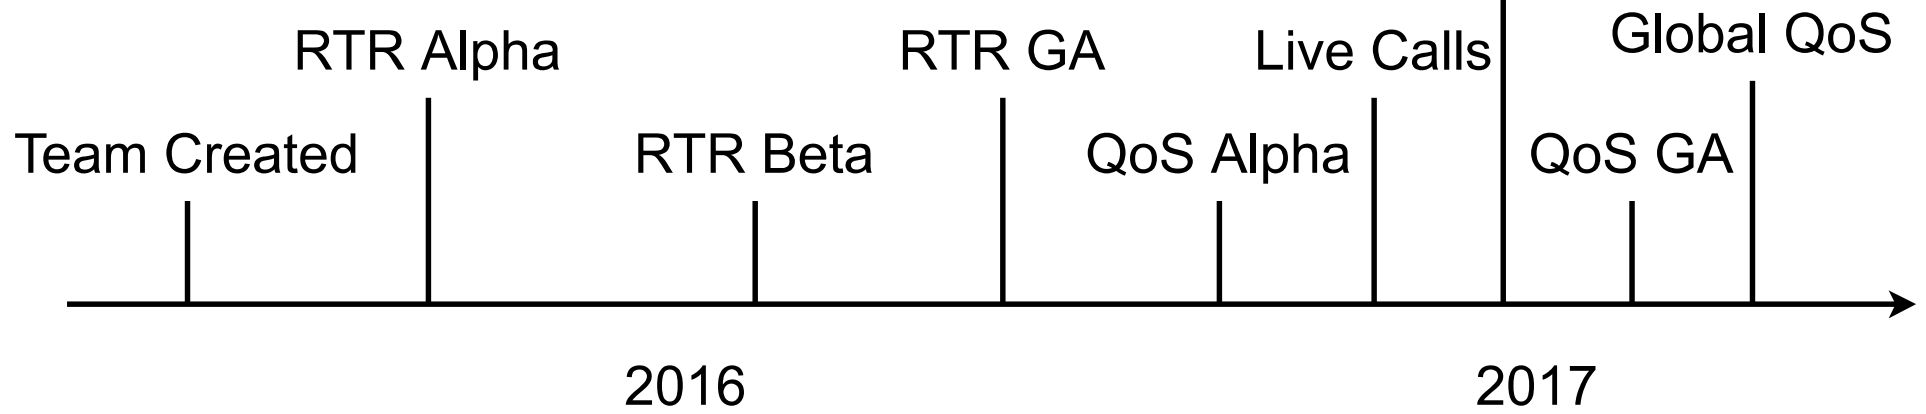 Team Created
RTR Alpha
RTR Beta
RTR GA
QoS Alpha
Live Calls
QoS GA
Global QoS
2016
2017